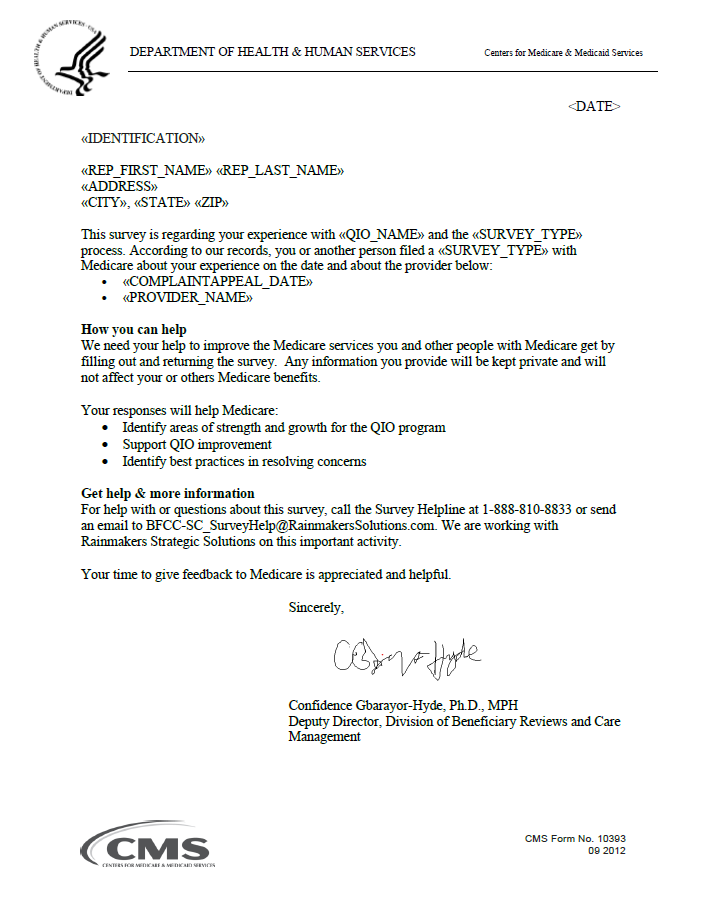 DEPARTMENT OF HEALTH & HUMAN SERVICES Centers for Medicare & Medicaid Services
<DATE>
«IDENTIFICATION»
«REP_FIRST_NAME» «REP_LAST_NAME»
«ADDRESS»
«CITY», «STATE» «ZIP»
This survey is regarding your experience with «QIO_NAME» and the «SURVEY_TYPE»
process. According to our records, you or another person filed a «SURVEY_TYPE» with
Medicare about your experience on the date and about the provider below:
• «COMPLAINTAPPEAL_DATE»
• «PROVIDER_NAME»
How you can help
We need your help to improve the Medicare services you and other people with Medicare get by
filling out and returning the survey.  Any information you provide will be kept private and will
not affect your or others Medicare benefits.
Your responses will help Medicare:
• Identify areas of strength and growth for the QIO program
• Support QIO improvement
• Identify best practices in resolving concerns
Get help & more information
For help with or questions about this survey, call the Survey Helpline at 1-888-810-8833 or send
an email to BFCC-SC_SurveyHelp@RainmakersSolutions.com. We are working with
Rainmakers Strategic Solutions on this important activity.
Your time to give feedback to Medicare is appreciated and helpful.
Sincerely,
Confidence Gbarayor-Hyde, Ph.D., MPH
Deputy Director, Division of Beneficiary Reviews and Care
Management
CMS
CENTERS FOR MEDICARE & MEDICAID SERVICES
CMS Form No. 10393
09 2012